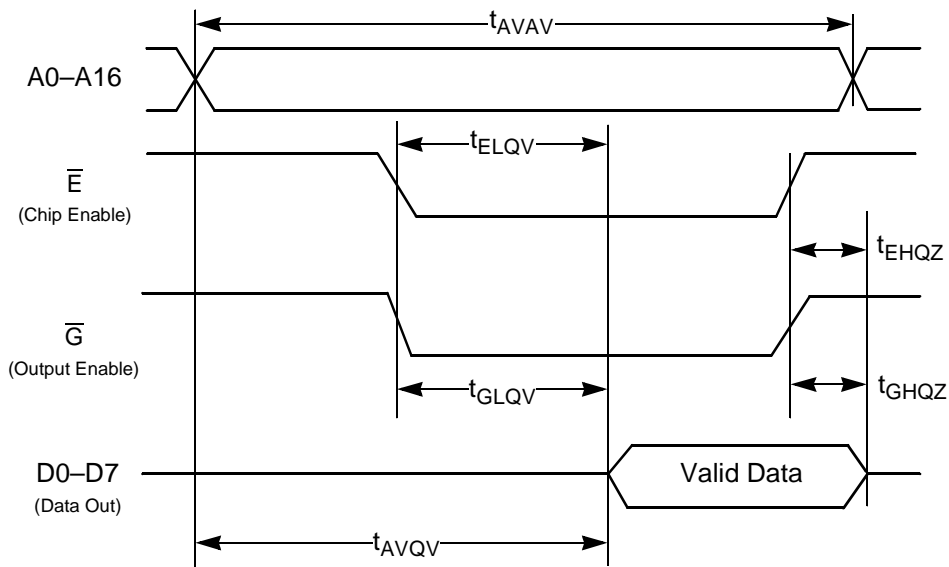 tAVAV
A0–A16
tELQV
E̅
(Chip Enable)
tEHQZ
G̅
(Output Enable)
tGLQV
tGHQZ
D0–D7
(Data Out)
Valid Data
tAVQV